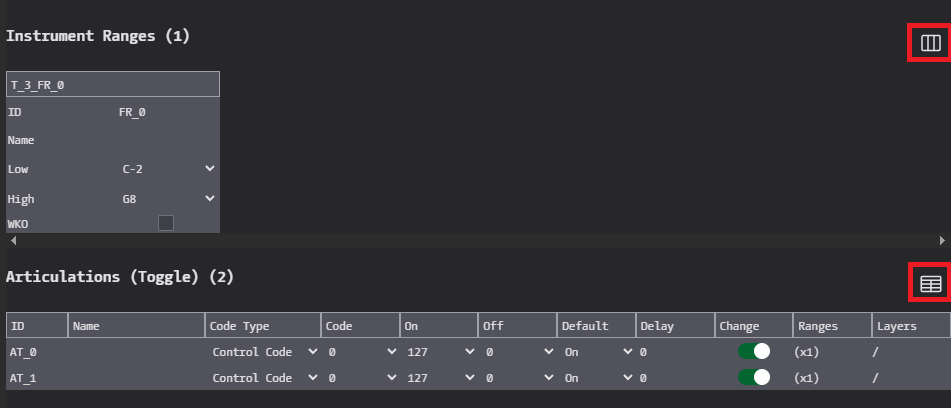 Instrument Ranges (1)
T_3_FR_0
ID FR_0
Name
Low C-2
High G8
WKO
Articulations (Toggle) (2)
ID Name Code Type Code On Off Default Delay Change Ranges Layers
AT_0 Control Code 0 127 0 On 0 (x1) /
AT_1 Control Code 0 127 0 On 0 (x1) /